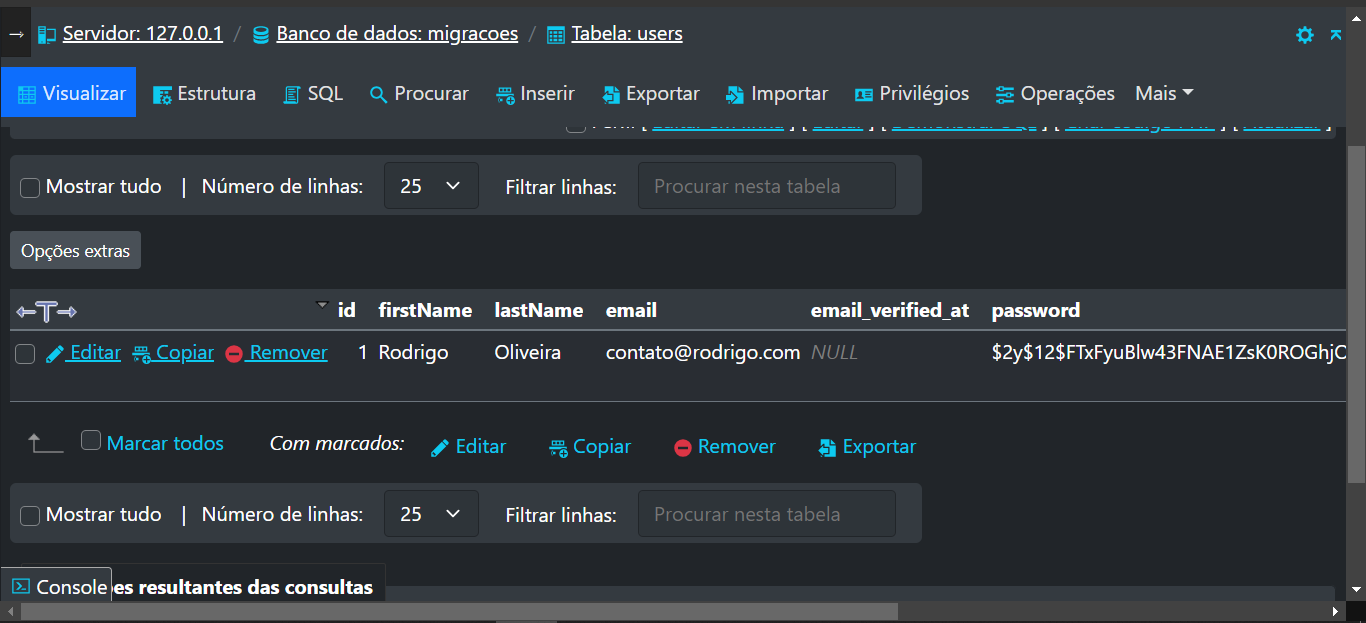 Servidor: 127.0.0.1 / Banco de dados: migracoes / Tabela: users
Visualizar Estrutura SQL Procurar Inserir Exportar Importar Privilégios Operações Mais
Mostrar tudo | Número de linhas: 25 Filtrar linhas: Procurar nesta tabela
Opções extras
id firstName lastName email email_verified_at password
Editar Copiar Remover 1 Rodrigo Oliveira contato@rodrigo.com NULL $2y$12$FTxFyuBlw43FNAE1ZsK0ROGhjC
Marcar todos Com marcados: Editar Copiar Remover Exportar
Mostrar tudo | Número de linhas: 25 Filtrar linhas: Procurar nesta tabela
Console es resultantes das consultas